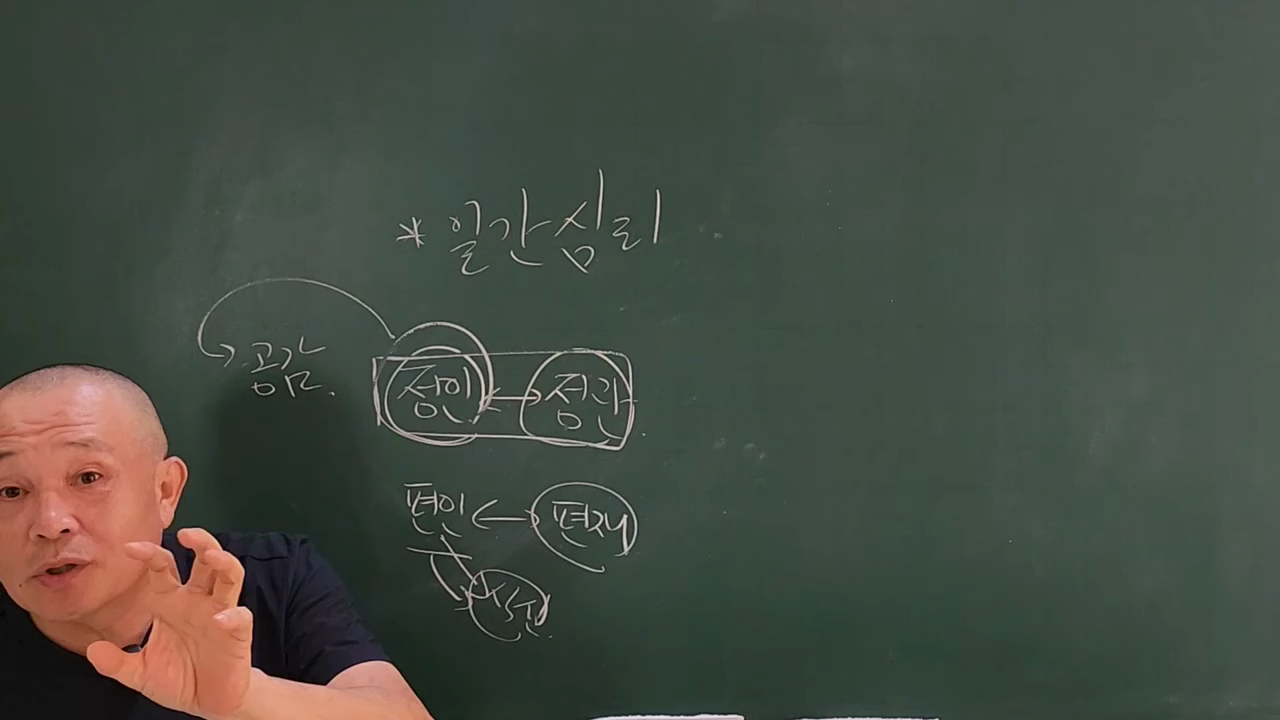 * 일간심리
공감.
정인 ↔ 정관
편인 ↔ 편재
식신